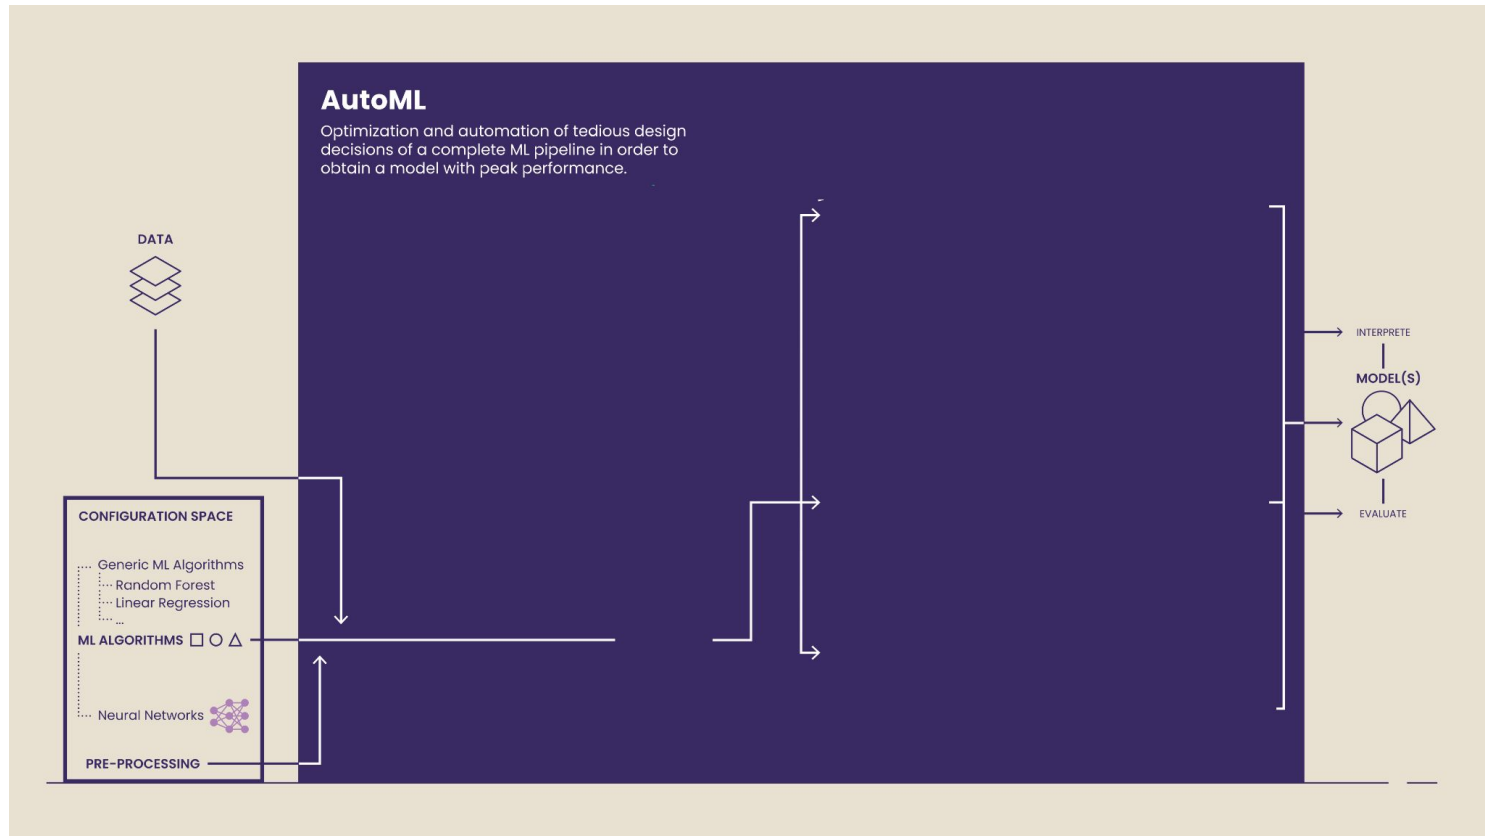 AutoML
Optimization and automation of tedious design
decisions of a complete ML pipeline in order to
obtain a model with peak performance.
DATA
CONFIGURATION SPACE
Generic ML Algorithms
Random Forest
Linear Regression
...
ML ALGORITHMS
Neural Networks
PRE-PROCESSING
INTERPRETE
MODEL(S)
EVALUATE